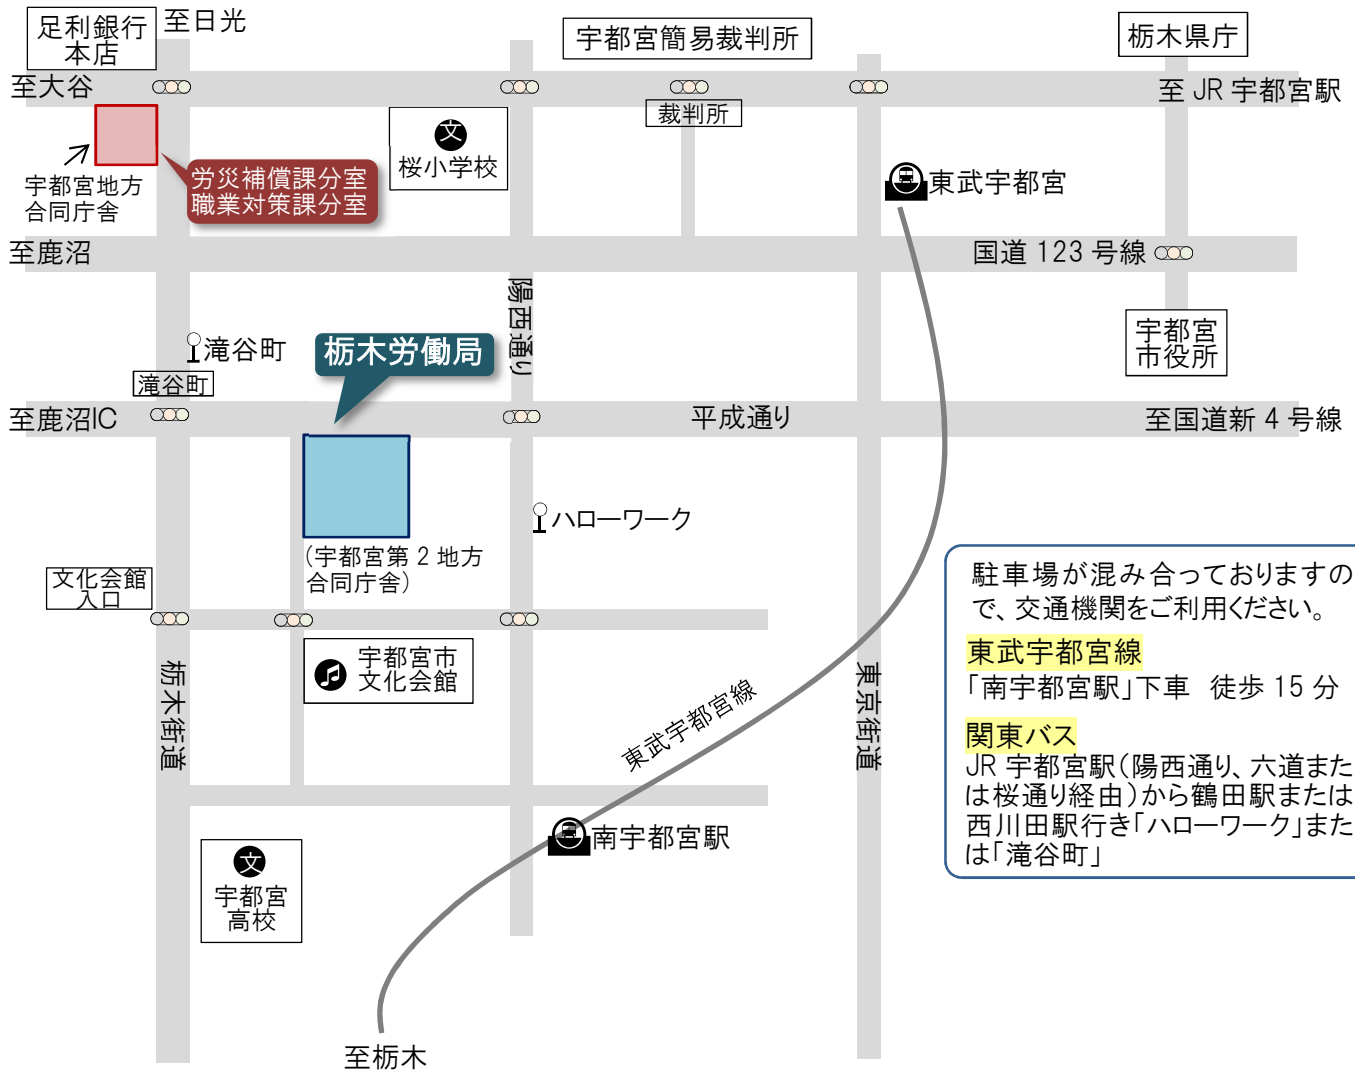 足利銀行
本店
至日光
宇都宮簡易裁判所
栃木県庁
至大谷
至 JR 宇都宮駅
裁判所
文
桜小学校
宇都宮地方
合同庁舎
労災補償課分室
職業対策課分室
東武宇都宮
至鹿沼
国道 123 号線
陽西通り
滝谷町
栃木労働局
宇都宮
市役所
滝谷町
至鹿沼IC
平成通り
至国道新 4 号線
ハローワーク
(宇都宮第 2 地方
合同庁舎)
文化会館
入口
宇都宮市
文化会館
栃木街道
東武宇都宮線
東京街道
駐車場が混み合っておりますの
で、交通機関をご利用ください。
東武宇都宮線
「南宇都宮駅」下車 徒歩 15 分
関東バス
JR 宇都宮駅(陽西通り、六道また
は桜通り経由)から鶴田駅または
西川田駅行き「ハローワーク」また
は「滝谷町」
南宇都宮駅
文
宇都宮
高校
至栃木